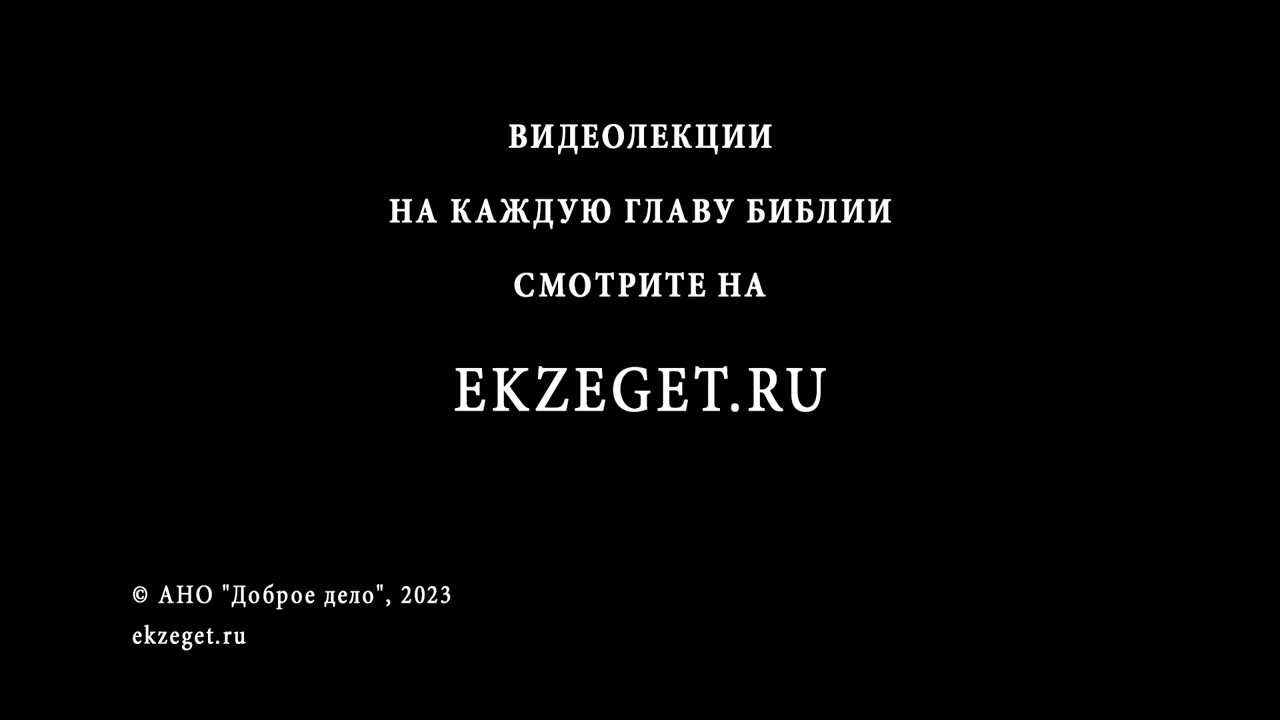 ВИДЕОЛЕКЦИИ
НА КАЖДУЮ ГЛАВУ БИБЛИИ
СМОТРИТЕ НА
EKZEGET.RU
© АНО "Доброе дело", 2023
ekzeget.ru